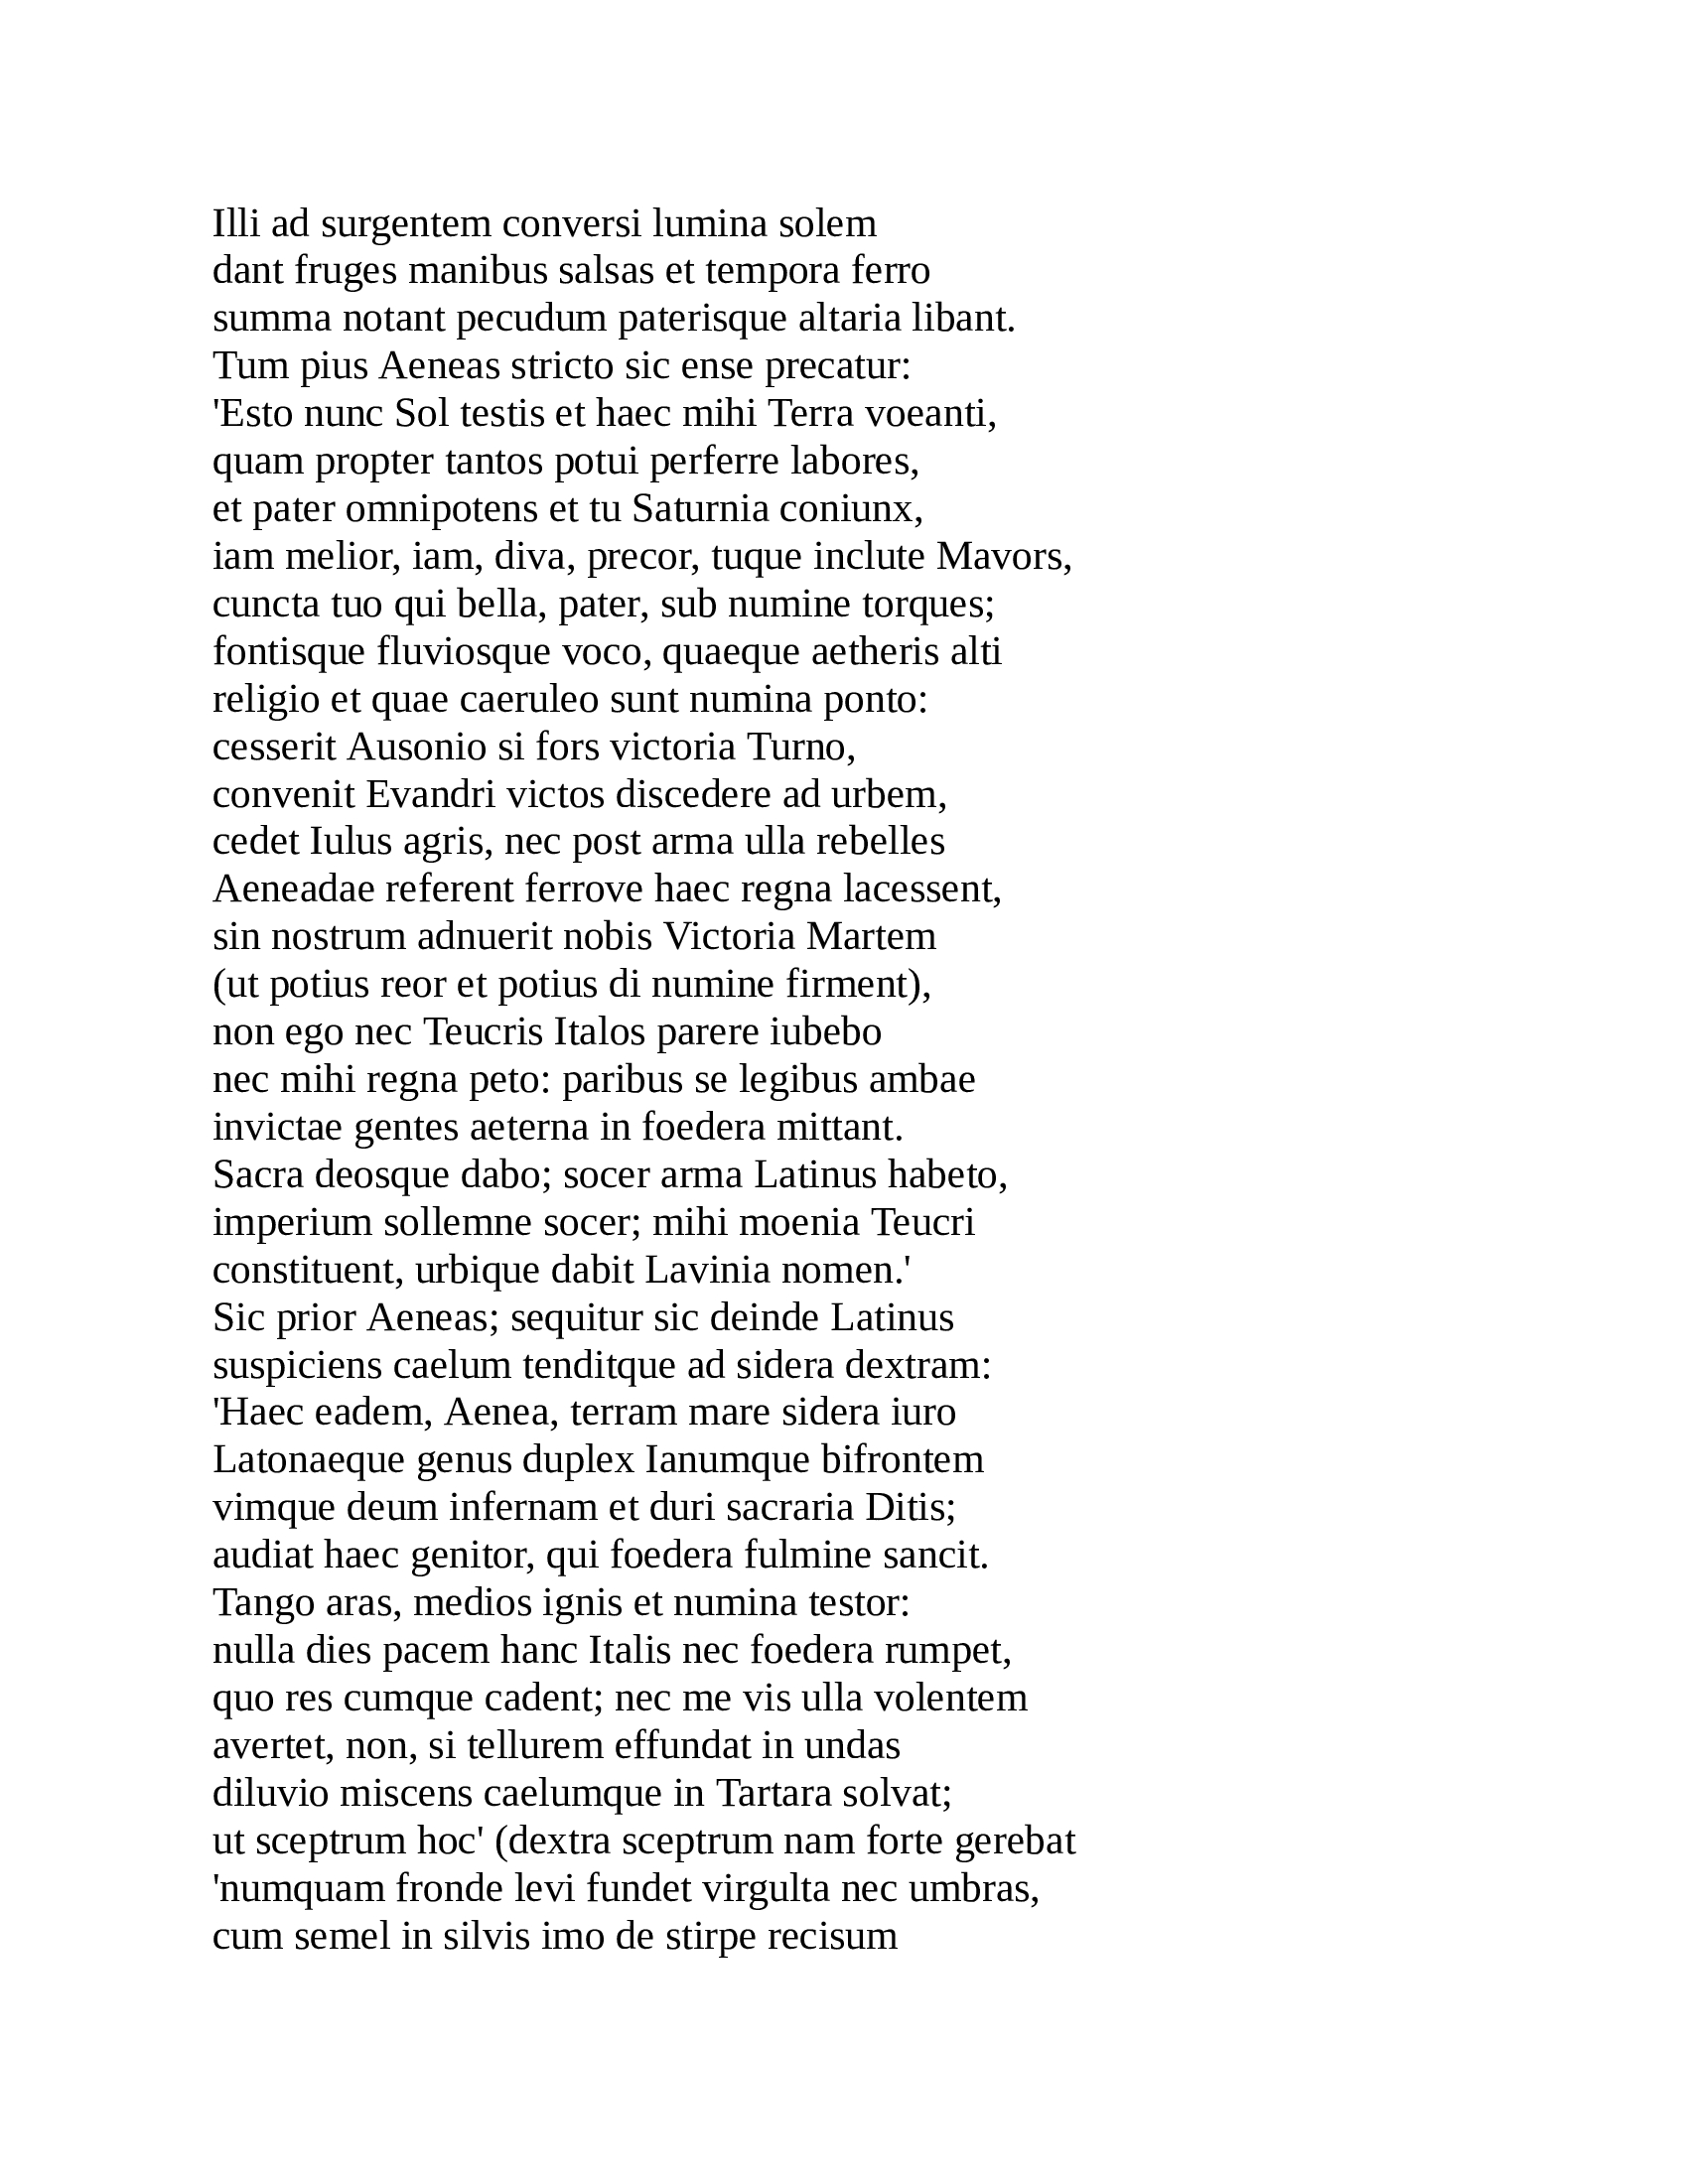 Illi ad surgentem conversi lumina solem
dant fruges manibus salsas et tempora ferro
summa notant pecudum paterisque altaria libant.
Tum pius Aeneas stricto sic ense precatur:
'Esto nunc Sol testis et haec mihi Terra voeanti,
quam propter tantos potui perferre labores,
et pater omnipotens et tu Saturnia coniunx,
iam melior, iam, diva, precor, tuque inclute Mavors,
cuncta tuo qui bella, pater, sub numine torques;
fontisque fluviosque voco, quaeque aetheris alti
religio et quae caeruleo sunt numina ponto:
cesserit Ausonio si fors victoria Turno,
convenit Evandri victos discedere ad urbem,
cedet Iulus agris, nec post arma ulla rebelles
Aeneadae referent ferrove haec regna lacessent,
sin nostrum adnuerit nobis Victoria Martem
(ut potius reor et potius di numine firment),
non ego nec Teucris Italos parere iubebo
nec mihi regna peto: paribus se legibus ambae
invictae gentes aeterna in foedera mittant.
Sacra deosque dabo; socer arma Latinus habeto,
imperium sollemne socer; mihi moenia Teucri
constituent, urbique dabit Lavinia nomen.'
Sic prior Aeneas; sequitur sic deinde Latinus
suspiciens caelum tenditque ad sidera dextram:
'Haec eadem, Aenea, terram mare sidera iuro
Latonaeque genus duplex Ianumque bifrontem
vimque deum infernam et duri sacraria Ditis;
audiat haec genitor, qui foedera fulmine sancit.
Tango aras, medios ignis et numina testor:
nulla dies pacem hanc Italis nec foedera rumpet,
quo res cumque cadent; nec me vis ulla volentem
avertet, non, si tellurem effundat in undas
diluvio miscens caelumque in Tartara solvat;
ut sceptrum hoc' (dextra sceptrum nam forte gerebat
'numquam fronde levi fundet virgulta nec umbras,
cum semel in silvis imo de stirpe recisum